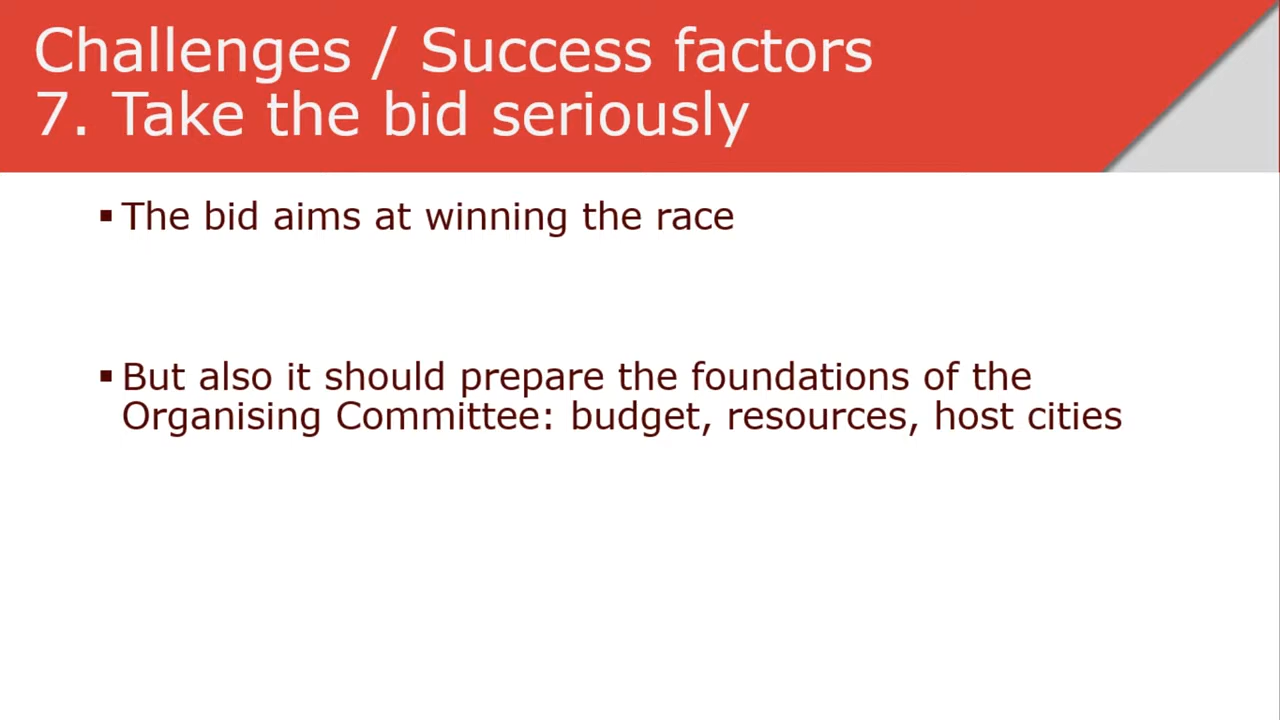 Challenges / Success factors
7. Take the bid seriously
▪ The bid aims at winning the race
▪ But also it should prepare the foundations of the
Organising Committee: budget, resources, host cities